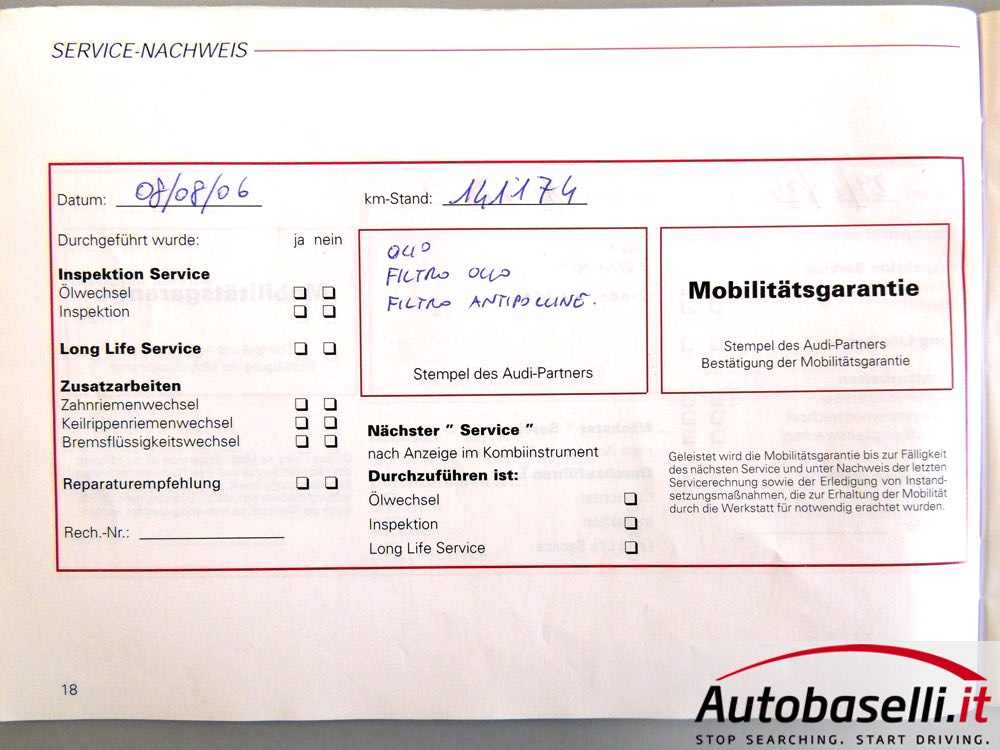 SERVICE-NACHWEIS
Datum: 08/08/06
km-Stand: 141174
Durchgeführt wurde: ja nein
Inspektion Service
Ölwechsel
Inspektion
Long Life Service
Zusatzarbeiten
Zahnriemenwechsel
Keilrippenriemenwechsel
Bremsflüssigkeitswechsel
Reparaturempfehlung
Rech.-Nr.:
OLIO
FILTRO OLIO
FILTRO ANTIPOLLINE.
Stempel des Audi-Partners
Nächster " Service "
nach Anzeige im Kombiinstrument
Durchzuführen ist:
Ölwechsel
Inspektion
Long Life Service
Mobilitätsgarantie
Stempel des Audi-Partners
Bestätigung der Mobilitätsgarantie
Geleistet wird die Mobilitätsgarantie bis zur Fälligkeit
des nächsten Service und unter Nachweis der letzten
Servicerechnung sowie der Erledigung von Instand-
setzungsmaßnahmen, die zur Erhaltung der Mobilität
durch die Werkstatt für notwendig erachtet wurden.
18
Autobaselli.it
STOP SEARCHING. START DRIVING.